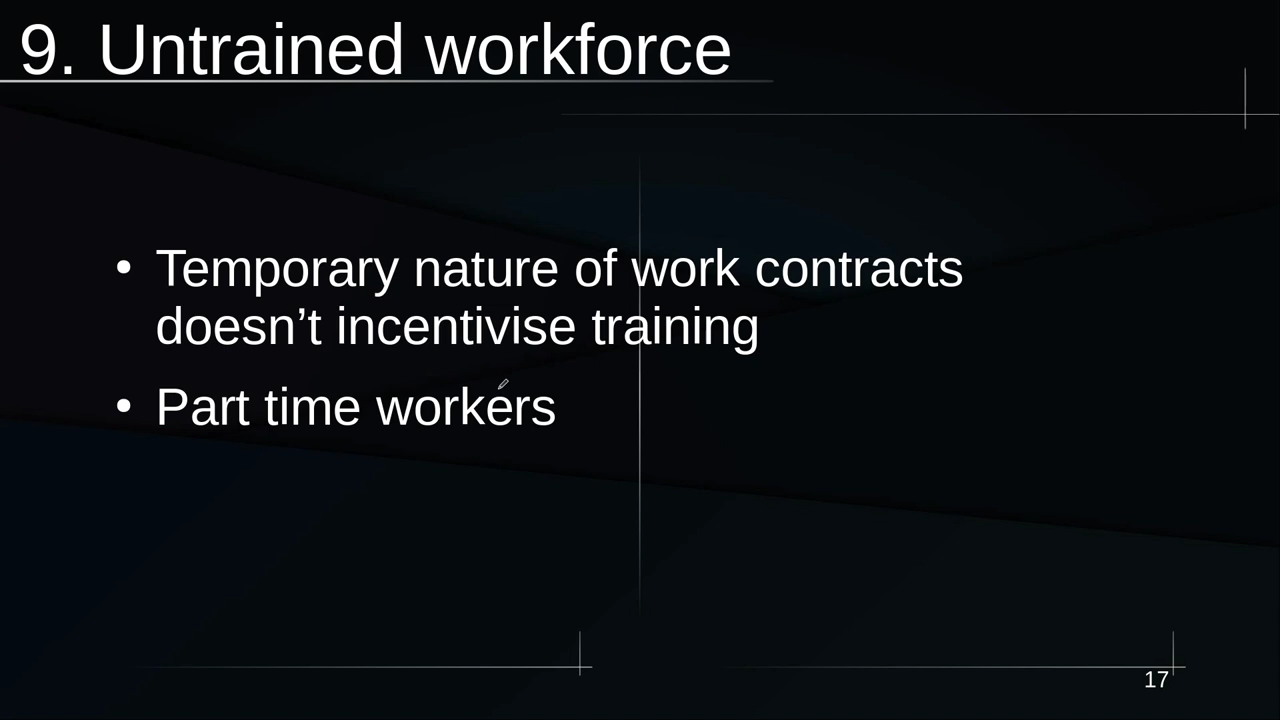 9. Untrained workforce
• Temporary nature of work contracts
doesn’t incentivise training
• Part time workers
17